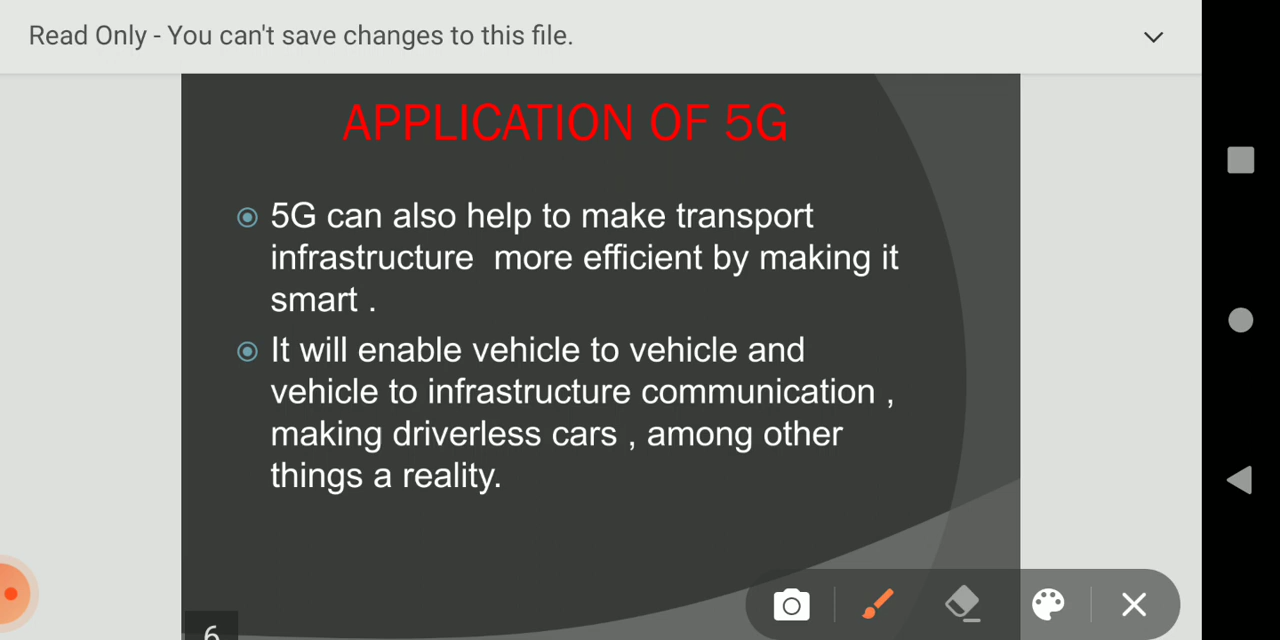 Read Only - You can't save changes to this file.
APPLICATION OF 5G
5G can also help to make transport
infrastructure more efficient by making it
smart .
It will enable vehicle to vehicle and
vehicle to infrastructure communication ,
making driverless cars , among other
things a reality.
6